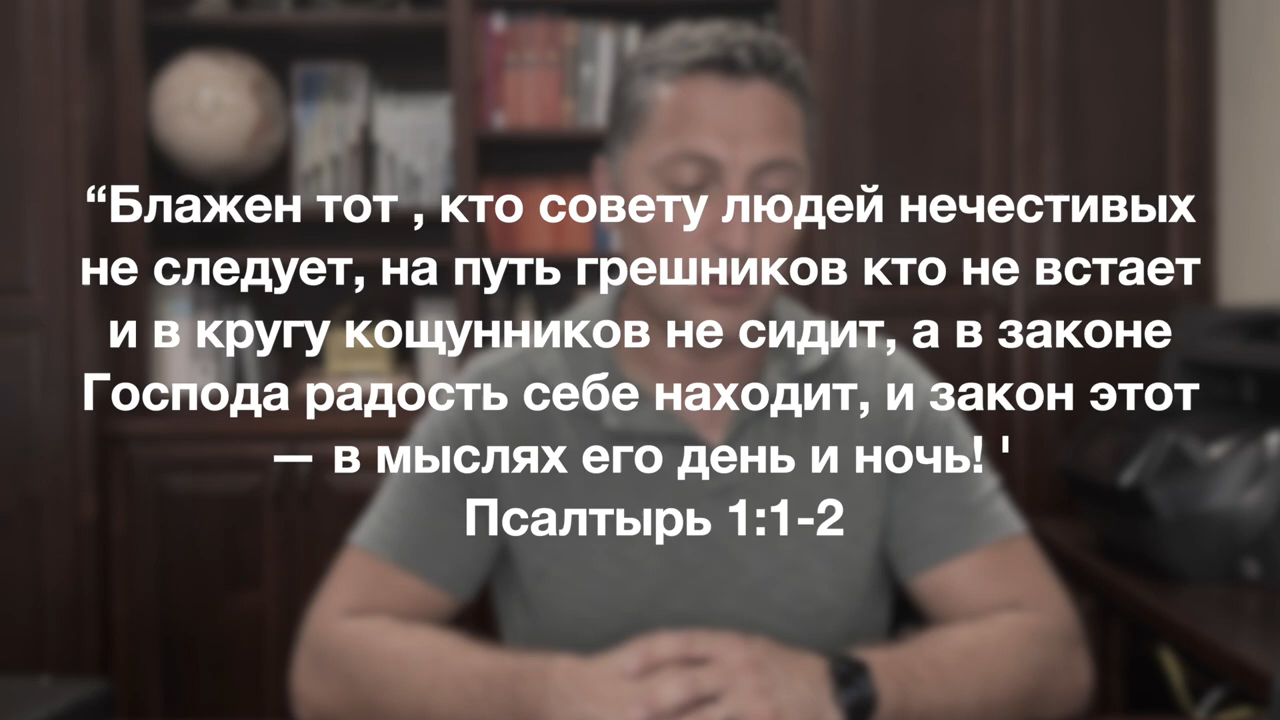 “Блажен тот , кто совету людей нечестивых
не следует, на путь грешников кто не встает
и в кругу кощунников не сидит, а в законе
Господа радость себе находит, и закон этот
— в мыслях его день и ночь! '
Псалтырь 1:1-2